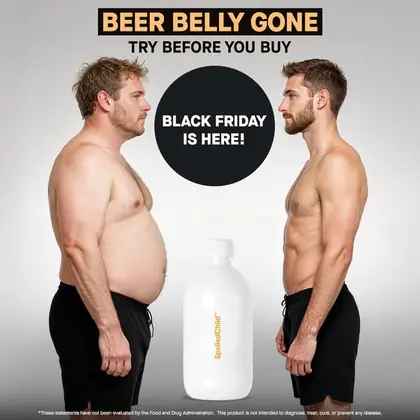 BEER BELLY GONE
TRY BEFORE YOU BUY
BLACK FRIDAY
IS HERE!
SpoiledChild™
*These statements have not been evaluated by the Food and Drug Administration. This product is not intended to diagnose, treat, cure, or prevent any disease.